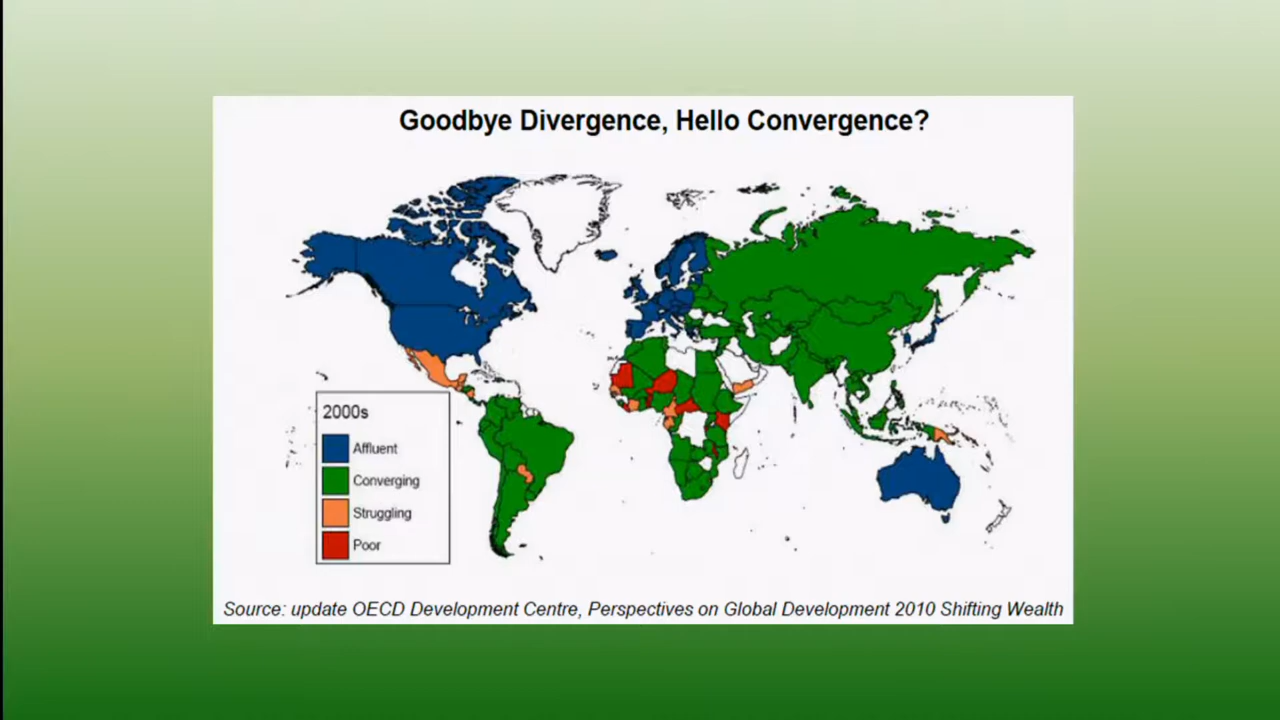 Goodbye Divergence, Hello Convergence?
2000s
Affluent
Converging
Struggling
Poor
Source: update OECD Development Centre, Perspectives on Global Development 2010 Shifting Wealth